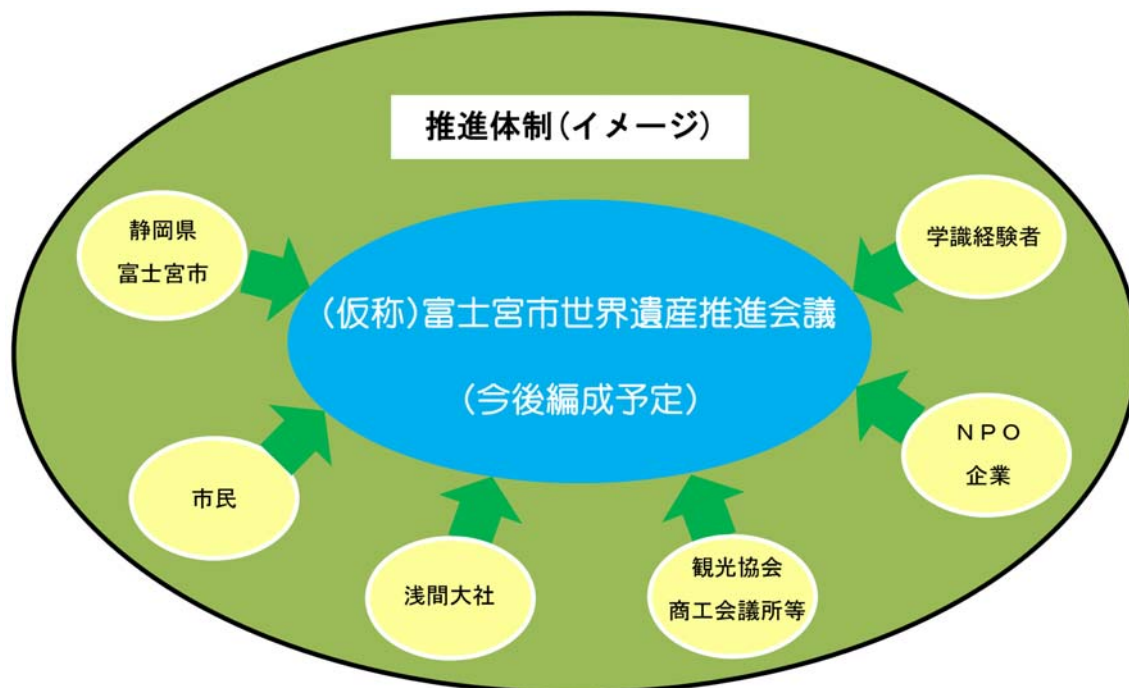 推進体制(イメージ)
静岡県
富士宮市
学識経験者
(仮称)富士宮市世界遺産推進会議
(今後編成予定)
市民
NPO
企業
浅間大社
観光協会
商工会議所等